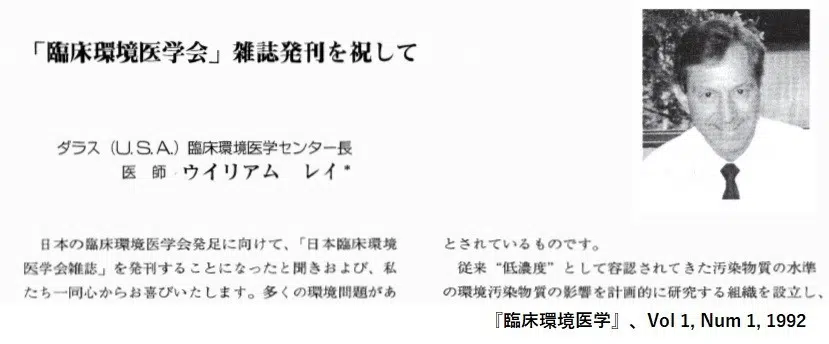 「臨床環境医学会」雑誌発刊を祝して
ダラス（U.S.A.）臨床環境医学センター長
医　師　ウイリアム　レイ*
日本の臨床環境医学会発足に向けて、「日本臨床環境
医学会雑誌」を発刊することになったと聞きおよび、私
たち一同心からお喜びいたします。多くの環境問題があ
とされているものです。
従来“低濃度”として容認されてきた汚染物質の水準
の環境汚染物質の影響を計画的に研究する組織を設立し、
『臨床環境医学』、Vol 1, Num 1, 1992